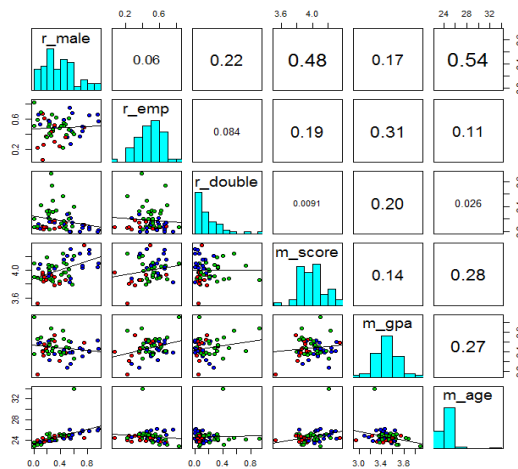 0.2 0.6 3.6 4.0 24 28 32
r_male 0.06 0.22 0.48 0.17 0.54
0.2 0.6 r_emp 0.084 0.19 0.31 0.11
r_double 0.0091 0.20 0.026
3.6 4.0 m_score 0.14 0.28
m_gpa 0.27
24 28 32 m_age
0.0 0.4 0.8 0.0 0.4 0.8 3.0 3.5 4.0